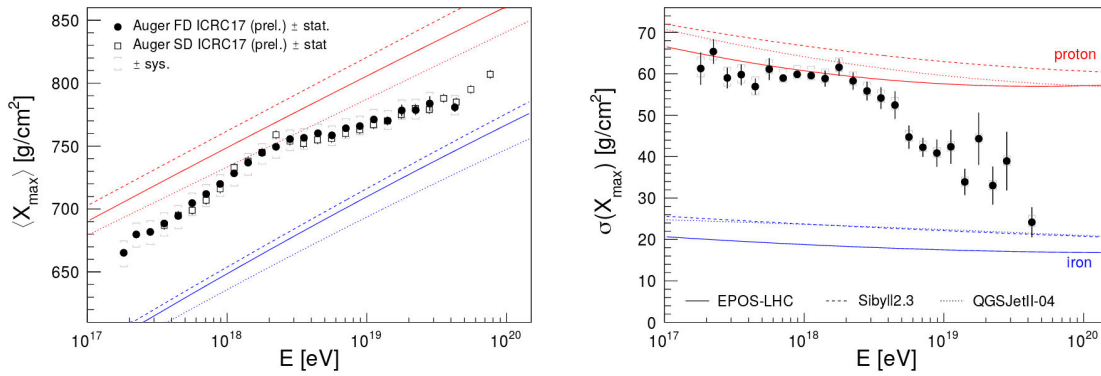 ⟨X_max⟩ [g/cm²]
850
800
750
700
650
Auger FD ICRC17 (prel.) ± stat.
Auger SD ICRC17 (prel.) ± stat
± sys.
10¹⁷
10¹⁸
10¹⁹
10²⁰
E [eV]
σ(X_max) [g/cm²]
70
60
50
40
30
20
10
0
proton
iron
EPOS-LHC
Sibyll2.3
QGSJetII-04
10¹⁷
10¹⁸
10¹⁹
10²⁰
E [eV]